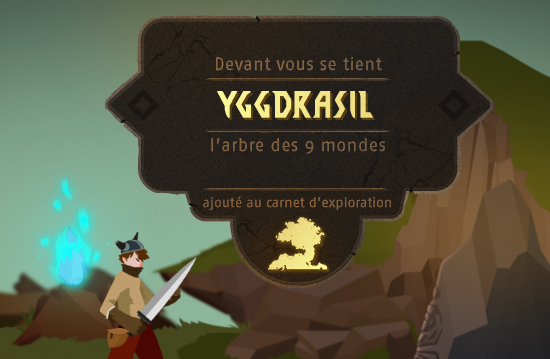 Devant vous se tient
YGGDRASIL
l'arbre des 9 mondes
ajouté au carnet d'exploration